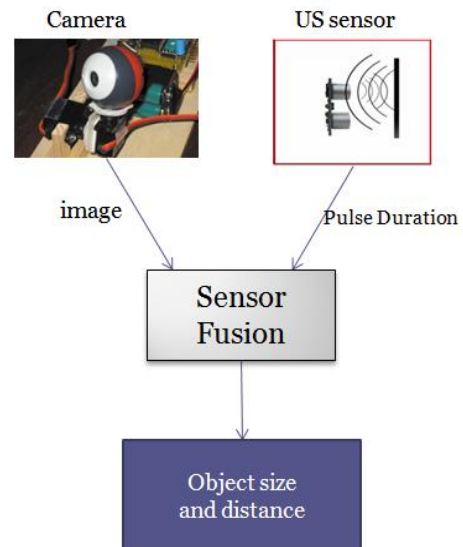 Camera
US sensor
image
Pulse Duration
Sensor
Fusion
Object size
and distance